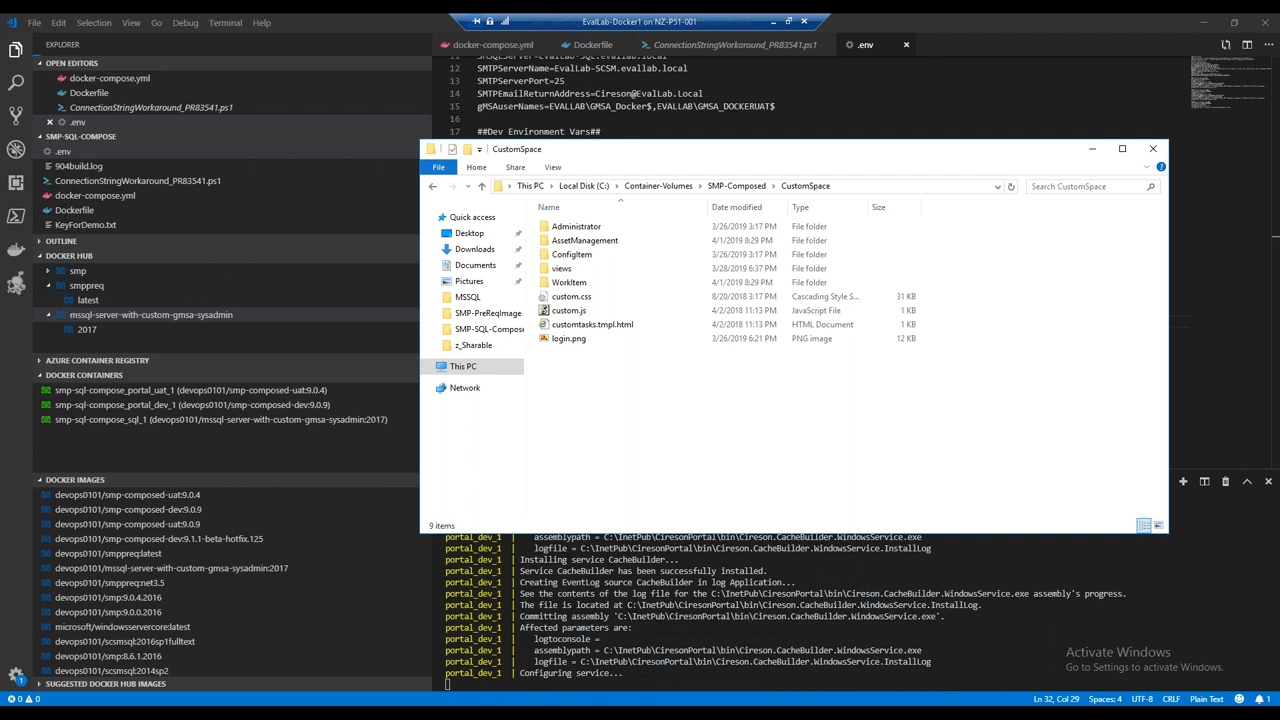 EvalLab-Docker1 on NZ-P51-001
File Edit Selection View Go Debug Terminal Help
EXPLORER
docker-compose.yml Dockerfile ConnectionStringWorkaround_PR83541.ps1 .env
OPEN EDITORS
docker-compose.yml
Dockerfile
ConnectionStringWorkaround_PR83541.ps1
.env
SMP-SQL-COMPOSE
.env
904build.log
ConnectionStringWorkaround_PR83541.ps1
docker-compose.yml
Dockerfile
KeyForDemo.txt
OUTLINE
DOCKER HUB
smp
smppreq
latest
mssql-server-with-custom-gmsa-sysadmin
2017
AZURE CONTAINER REGISTRY
DOCKER CONTAINERS
smp-sql-compose_portal_uat_1 (devops0101/smp-composed-uat:9.0.4)
smp-sql-compose_portal_dev_1 (devops0101/smp-composed-dev:9.0.9)
smp-sql-compose_sql_1 (devops0101/mssql-server-with-custom-gmsa-sysadmin:2017)
DOCKER IMAGES
devops0101/smp-composed-uat:9.0.4
devops0101/smp-composed-dev:9.0.9
devops0101/smp-composed-uat:9.0.9
devops0101/smp-composed-dev:9.1.1-beta-hotfix.125
devops0101/smppreq:latest
devops0101/mssql-server-with-custom-gmsa-sysadmin:2017
devops0101/smppreq:net3.5
devops0101/smp:9.0.4.2016
devops0101/smp:9.0.0.2016
microsoft/windowsservercore:latest
devops0101/scsmsql:2016sp1fulltext
devops0101/smp:8.6.1.2016
devops0101/scsmsql:2014sp2
SUGGESTED DOCKER HUB IMAGES
11
12 SMTPServerName=EvalLab-SCSM.evallab.local
13 SMTPServerPort=25
14 SMTPEmailReturnAddress=Cireson@EvalLab.Local
15 gMSAuserNames=EVALLAB\GMSA_Docker$,EVALLAB\GMSA_DOCKERUAT$
16
17 ##Dev Environment Vars##
CustomSpace
File Home Share View
This PC > Local Disk (C:) > Container-Volumes > SMP-Composed > CustomSpace
Search CustomSpace
Quick access
Desktop
Downloads
Documents
Pictures
MSSQL
SMP-PreReqImage
SMP-SQL-Compose
z_Sharable
This PC
Network
Name Date modified Type Size
Administrator 3/26/2019 3:17 PM File folder
AssetManagement 4/1/2019 8:29 PM File folder
ConfigItem 3/26/2019 3:17 PM File folder
views 3/28/2019 6:37 PM File folder
WorkItem 4/1/2019 8:29 PM File folder
custom.css 8/20/2018 3:17 PM Cascading Style S... 31 KB
custom.js 4/2/2018 11:13 PM JavaScript File 1 KB
customtasks.tmpl.html 4/2/2018 11:13 PM HTML Document 1 KB
login.png 3/26/2019 6:21 PM PNG image 12 KB
9 items
portal_dev_1 | assemblypath = C:\InetPub\CiresonPortal\bin\Cireson.CacheBuilder.WindowsService.exe
portal_dev_1 | logfile = C:\InetPub\CiresonPortal\bin\Cireson.CacheBuilder.WindowsService.InstallLog
portal_dev_1 | Installing service CacheBuilder...
portal_dev_1 | Service CacheBuilder has been successfully installed.
portal_dev_1 | Creating EventLog source CacheBuilder in log Application...
portal_dev_1 | See the contents of the log file for the C:\InetPub\CiresonPortal\bin\Cireson.CacheBuilder.WindowsService.exe assembly's progress.
portal_dev_1 | The file is located at C:\InetPub\CiresonPortal\bin\Cireson.CacheBuilder.WindowsService.InstallLog.
portal_dev_1 | Committing assembly 'C:\InetPub\CiresonPortal\bin\Cireson.CacheBuilder.WindowsService.exe'.
portal_dev_1 | Affected parameters are:
portal_dev_1 | logtoconsole =
portal_dev_1 | assemblypath = C:\InetPub\CiresonPortal\bin\Cireson.CacheBuilder.WindowsService.exe
portal_dev_1 | logfile = C:\InetPub\CiresonPortal\bin\Cireson.CacheBuilder.WindowsService.InstallLog
portal_dev_1 | Configuring service...
Activate Windows
Go to Settings to activate Windows.
1
0 0 Ln 32, Col 29 Spaces: 4 UTF-8 CRLF Plain Text 1